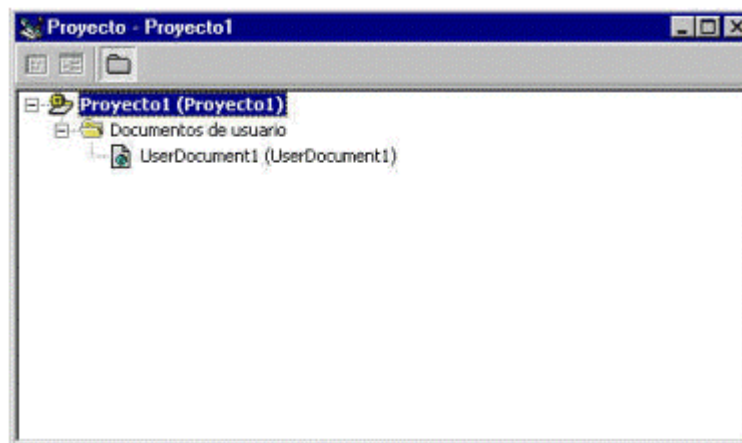 Proyecto - Proyecto1
Proyecto1 (Proyecto1)
Documentos de usuario
UserDocument1 (UserDocument1)